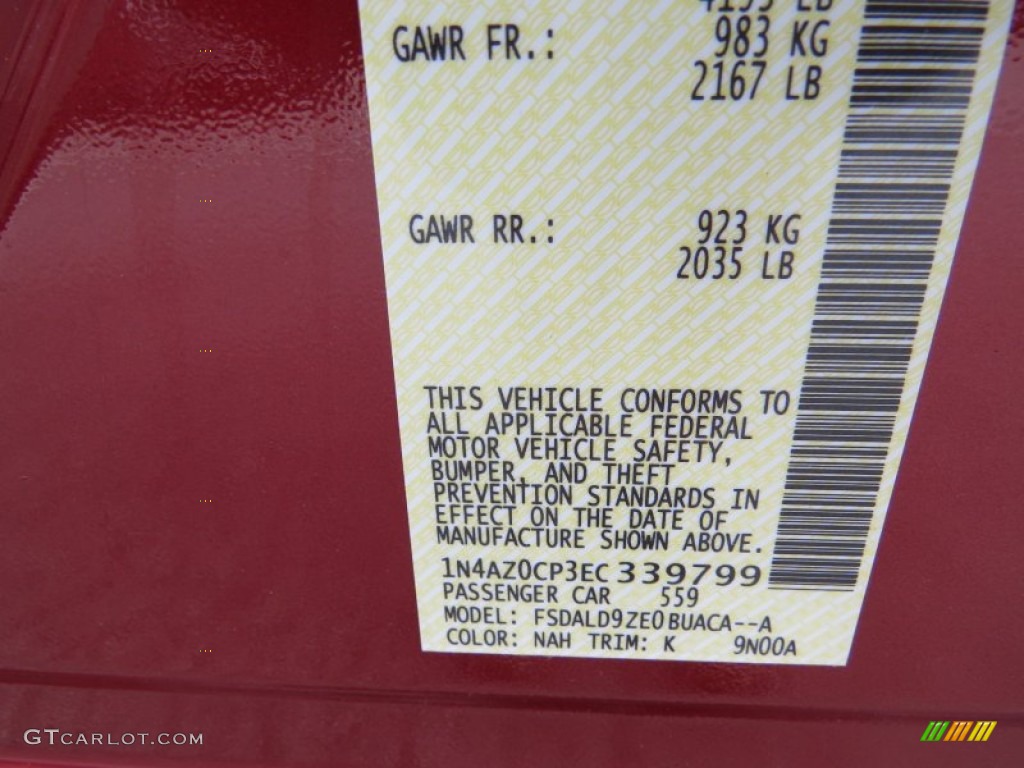 4199 LB
GAWR FR.: 983 KG
2167 LB
GAWR RR.: 923 KG
2035 LB
THIS VEHICLE CONFORMS TO
ALL APPLICABLE FEDERAL
MOTOR VEHICLE SAFETY,
BUMPER, AND THEFT
PREVENTION STANDARDS IN
EFFECT ON THE DATE OF
MANUFACTURE SHOWN ABOVE.
1N4AZ0CP3EC339799
PASSENGER CAR 559
MODEL: FSDALD9ZE0BUACA--A
COLOR: NAH TRIM: K 9N00A
GTCARLOT.COM